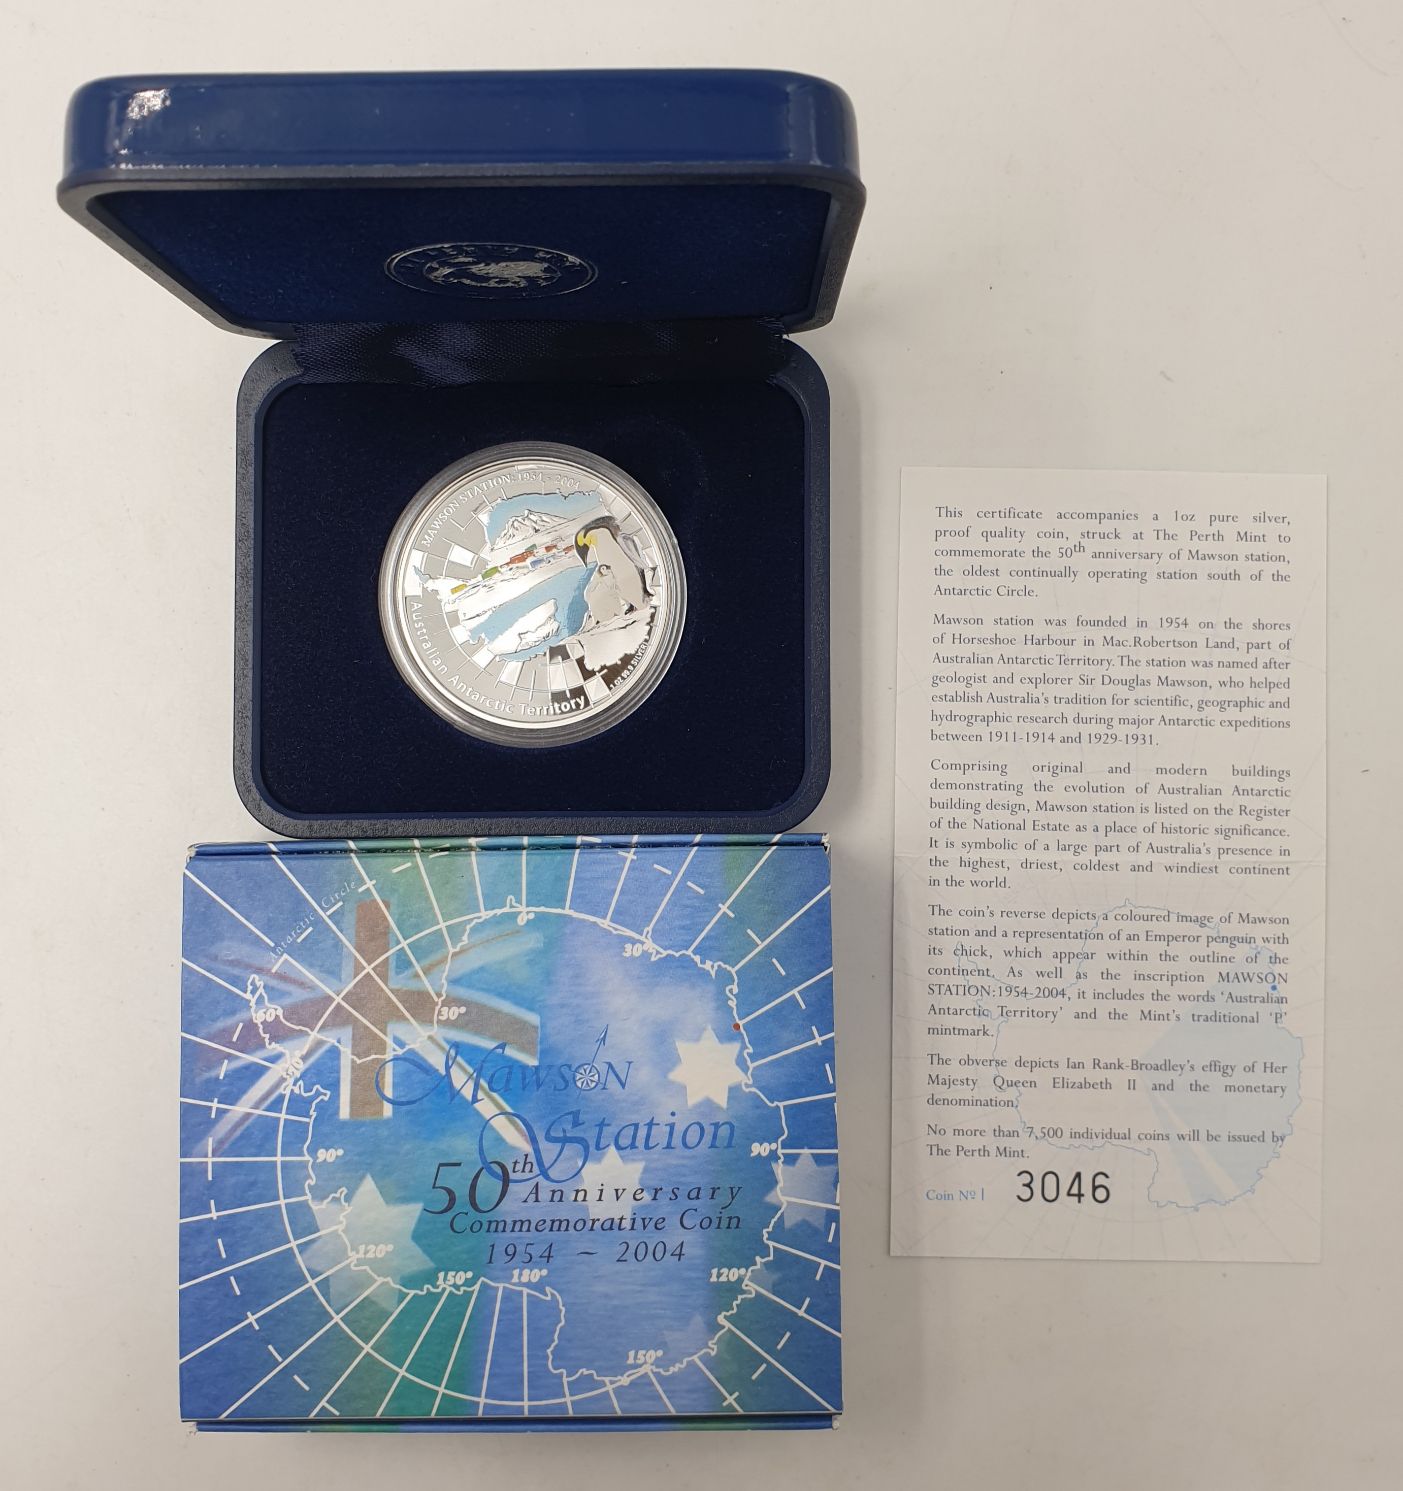 THE PERTH MINT
MAWSON STATION:1954-2004
Australian Antarctic Territory
1 OZ 99.9 SILVER
Antarctic Circle
0°
30°
60°
30°
90°
90°
120°
150°
180°
120°
150°
Mawson
Station
50th
Anniversary
Commemorative Coin
1954 ~ 2004
This certificate accompanies a 1oz pure silver,
proof quality coin, struck at The Perth Mint to
commemorate the 50th anniversary of Mawson station,
the oldest continually operating station south of the
Antarctic Circle.
Mawson station was founded in 1954 on the shores
of Horseshoe Harbour in Mac.Robertson Land, part of
Australian Antarctic Territory. The station was named after
geologist and explorer Sir Douglas Mawson, who helped
establish Australia's tradition for scientific, geographic and
hydrographic research during major Antarctic expeditions
between 1911-1914 and 1929-1931.
Comprising original and modern buildings
demonstrating the evolution of Australian Antarctic
building design, Mawson station is listed on the Register
of the National Estate as a place of historic significance.
It is symbolic of a large part of Australia's presence in
the highest, driest, coldest and windiest continent
in the world.
The coin's reverse depicts a coloured image of Mawson
station and a representation of an Emperor penguin with
its chick, which appear within the outline of the
continent. As well as the inscription MAWSON
STATION:1954-2004, it includes the words 'Australian
Antarctic Territory' and the Mint's traditional 'P'
mintmark.
The obverse depicts Ian Rank-Broadley's effigy of Her
Majesty Queen Elizabeth II and the monetary
denomination.
No more than 7,500 individual coins will be issued by
The Perth Mint.
Coin Nº 3046